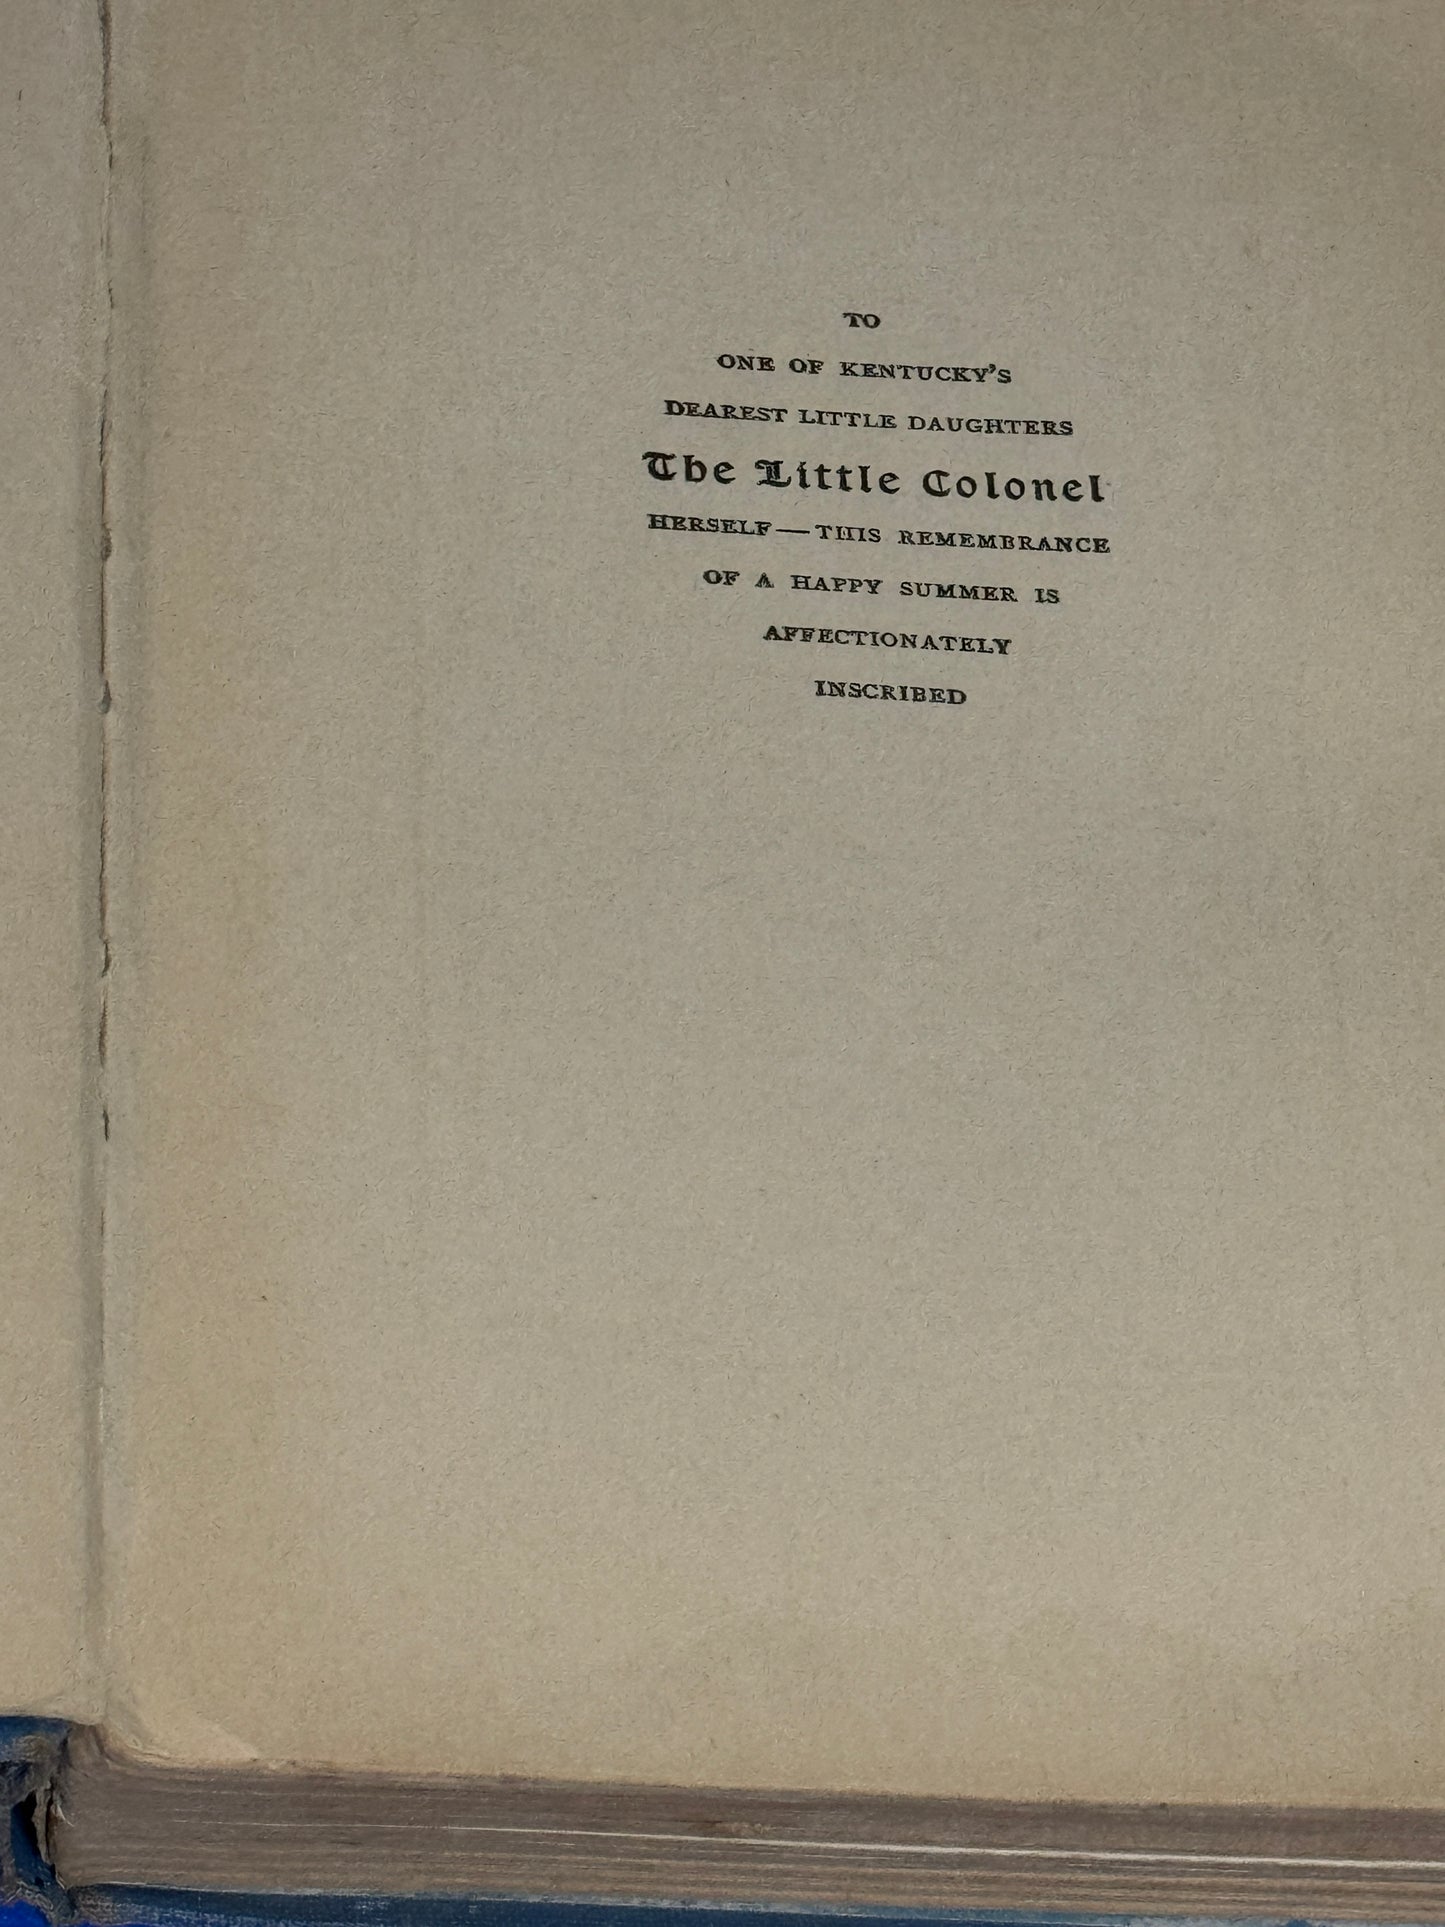 TO
ONE OF KENTUCKY'S
DEAREST LITTLE DAUGHTERS
The Little Colonel
HERSELF—THIS REMEMBRANCE
OF A HAPPY SUMMER IS
AFFECTIONATELY
INSCRIBED